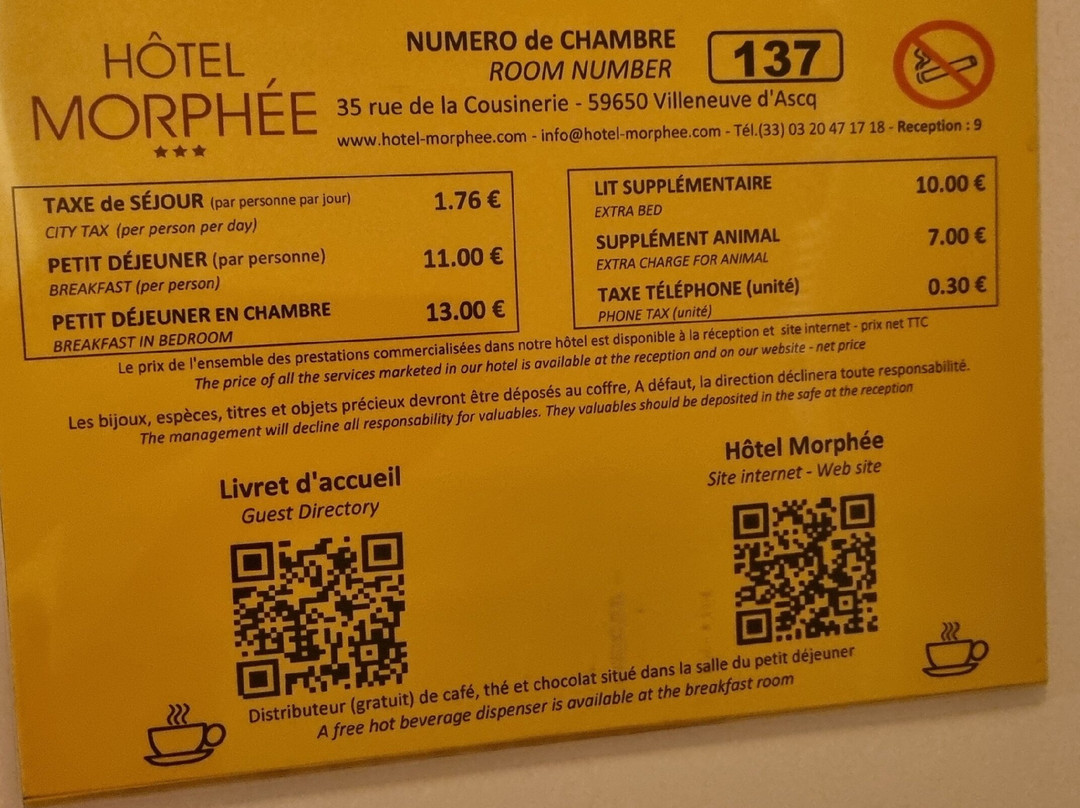 HÔTEL
MORPHÉE
NUMERO de CHAMBRE
ROOM NUMBER
137
35 rue de la Cousinerie - 59650 Villeneuve d'Ascq
www.hotel-morphee.com - info@hotel-morphee.com - Tél.(33) 03 20 47 17 18 - Reception : 9
TAXE de SÉJOUR (par personne par jour) 1.76 €
CITY TAX (per person per day)
PETIT DÉJEUNER (par personne) 11.00 €
BREAKFAST (per person)
PETIT DÉJEUNER EN CHAMBRE 13.00 €
BREAKFAST IN BEDROOM
LIT SUPPLÉMENTAIRE 10.00 €
EXTRA BED
SUPPLÉMENT ANIMAL 7.00 €
EXTRA CHARGE FOR ANIMAL
TAXE TÉLÉPHONE (unité) 0.30 €
PHONE TAX (unité)
Le prix de l'ensemble des prestations commercialisées dans notre hôtel est disponible à la réception et site internet - prix net TTC
The price of all the services marketed in our hotel is available at the reception and on our website - net price
Les bijoux, espèces, titres et objets précieux devront être déposés au coffre, A défaut, la direction déclinera toute responsabilité.
The management will decline all responsability for valuables. They valuables should be deposited in the safe at the reception
Livret d'accueil
Guest Directory
Hôtel Morphée
Site internet - Web site
Distributeur (gratuit) de café, thé et chocolat situé dans la salle du petit déjeuner
A free hot beverage dispenser is available at the breakfast room